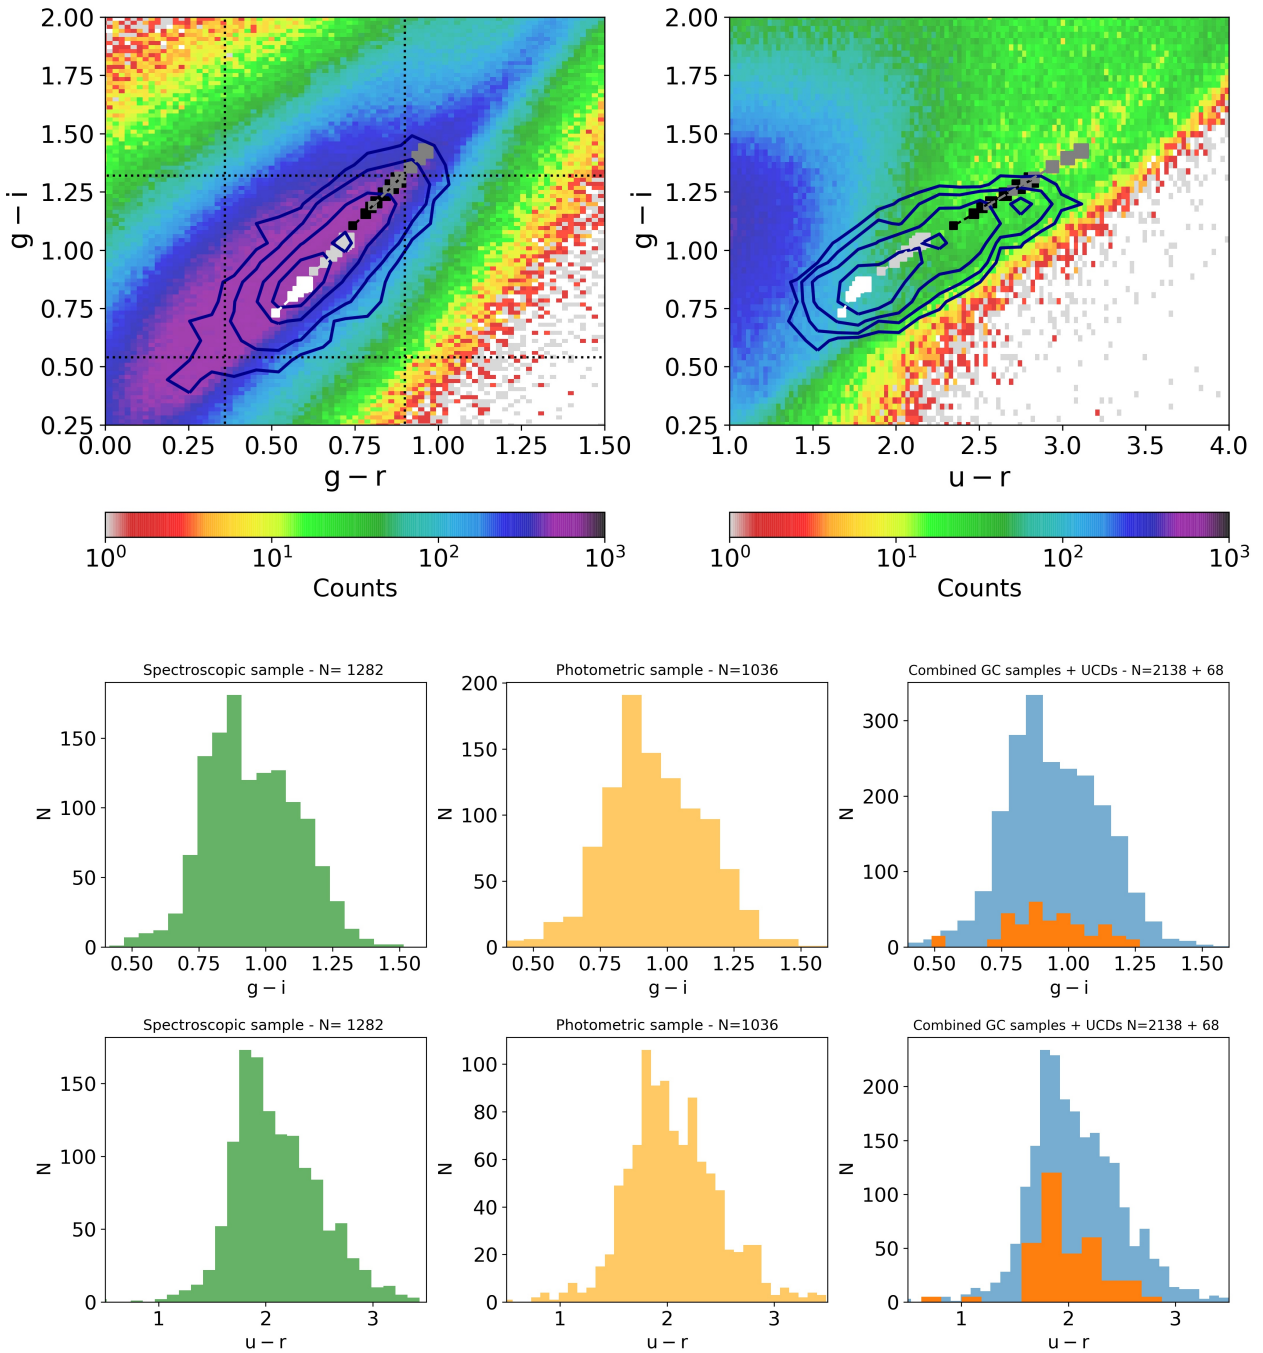 2.00
1.75
1.50
1.25
1.00
0.75
0.50
0.25
g − i
0.00 0.25 0.50 0.75 1.00 1.25 1.50
g − r
10⁰ 10¹ 10² 10³
Counts
2.00
1.75
1.50
1.25
1.00
0.75
0.50
0.25
g − i
1.0 1.5 2.0 2.5 3.0 3.5 4.0
u − r
10⁰ 10¹ 10² 10³
Counts
Spectroscopic sample - N= 1282
150
100
50
0
N
0.50 0.75 1.00 1.25 1.50
g − i
Photometric sample - N=1036
200
150
100
50
0
N
0.50 0.75 1.00 1.25 1.50
g − i
Combined GC samples + UCDs - N=2138 + 68
300
200
100
0
N
0.50 0.75 1.00 1.25 1.50
g − i
Spectroscopic sample - N= 1282
150
100
50
0
N
1 2 3
u − r
Photometric sample - N=1036
100
80
60
40
20
0
N
1 2 3
u − r
Combined GC samples + UCDs N=2138 + 68
200
150
100
50
0
N
1 2 3
u − r